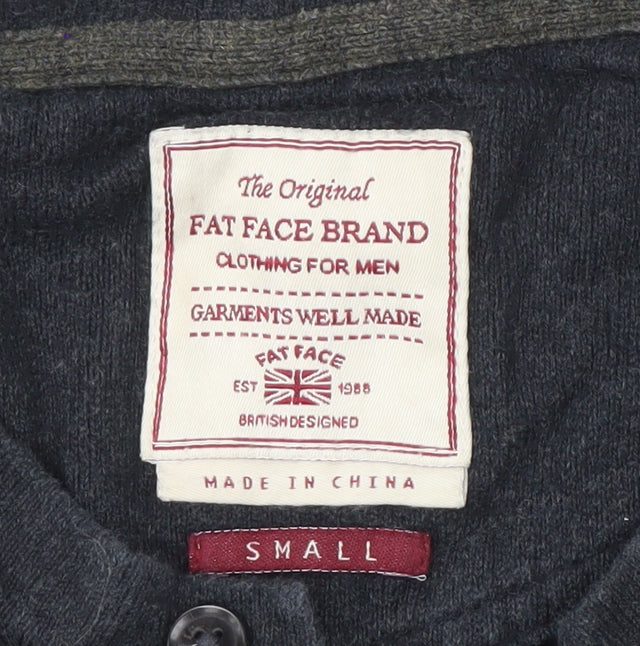 The Original
FAT FACE BRAND
CLOTHING FOR MEN
GARMENTS WELL MADE
FAT FACE
EST 1988
BRITISH DESIGNED
MADE IN CHINA
SMALL